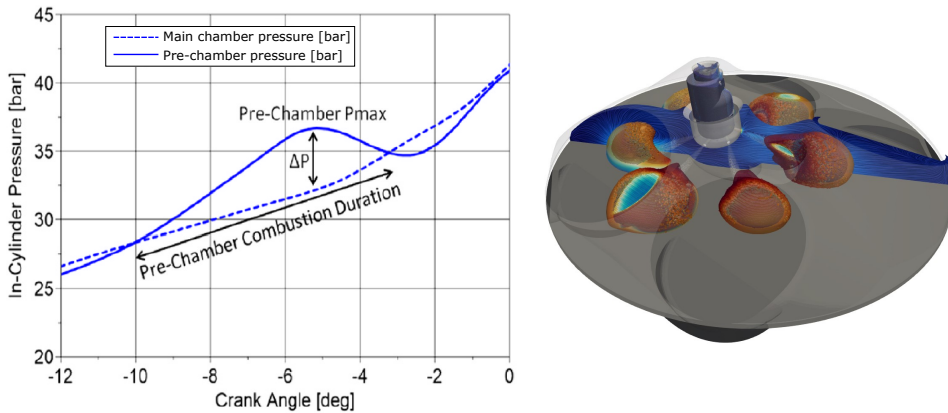 45
40
35
30
25
20
In-Cylinder Pressure [bar]
Main chamber pressure [bar]
Pre-chamber pressure [bar]
Pre-Chamber Pmax
ΔP
Pre-Chamber Combustion Duration
-12 -10 -8 -6 -4 -2 0
Crank Angle [deg]